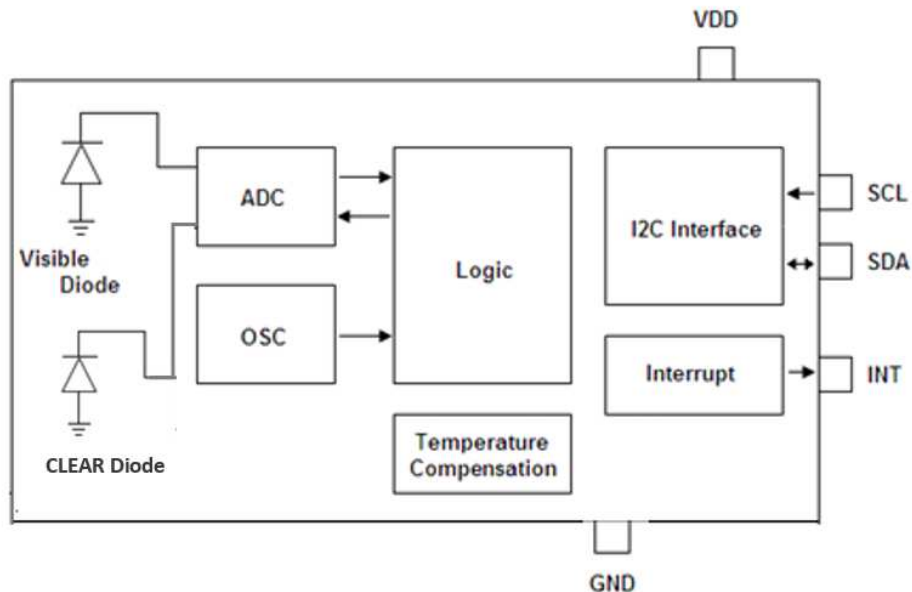 VDD
ADC
SCL
I2C Interface
SDA
Visible
Diode
Logic
OSC
Interrupt
INT
Temperature
Compensation
CLEAR Diode
GND